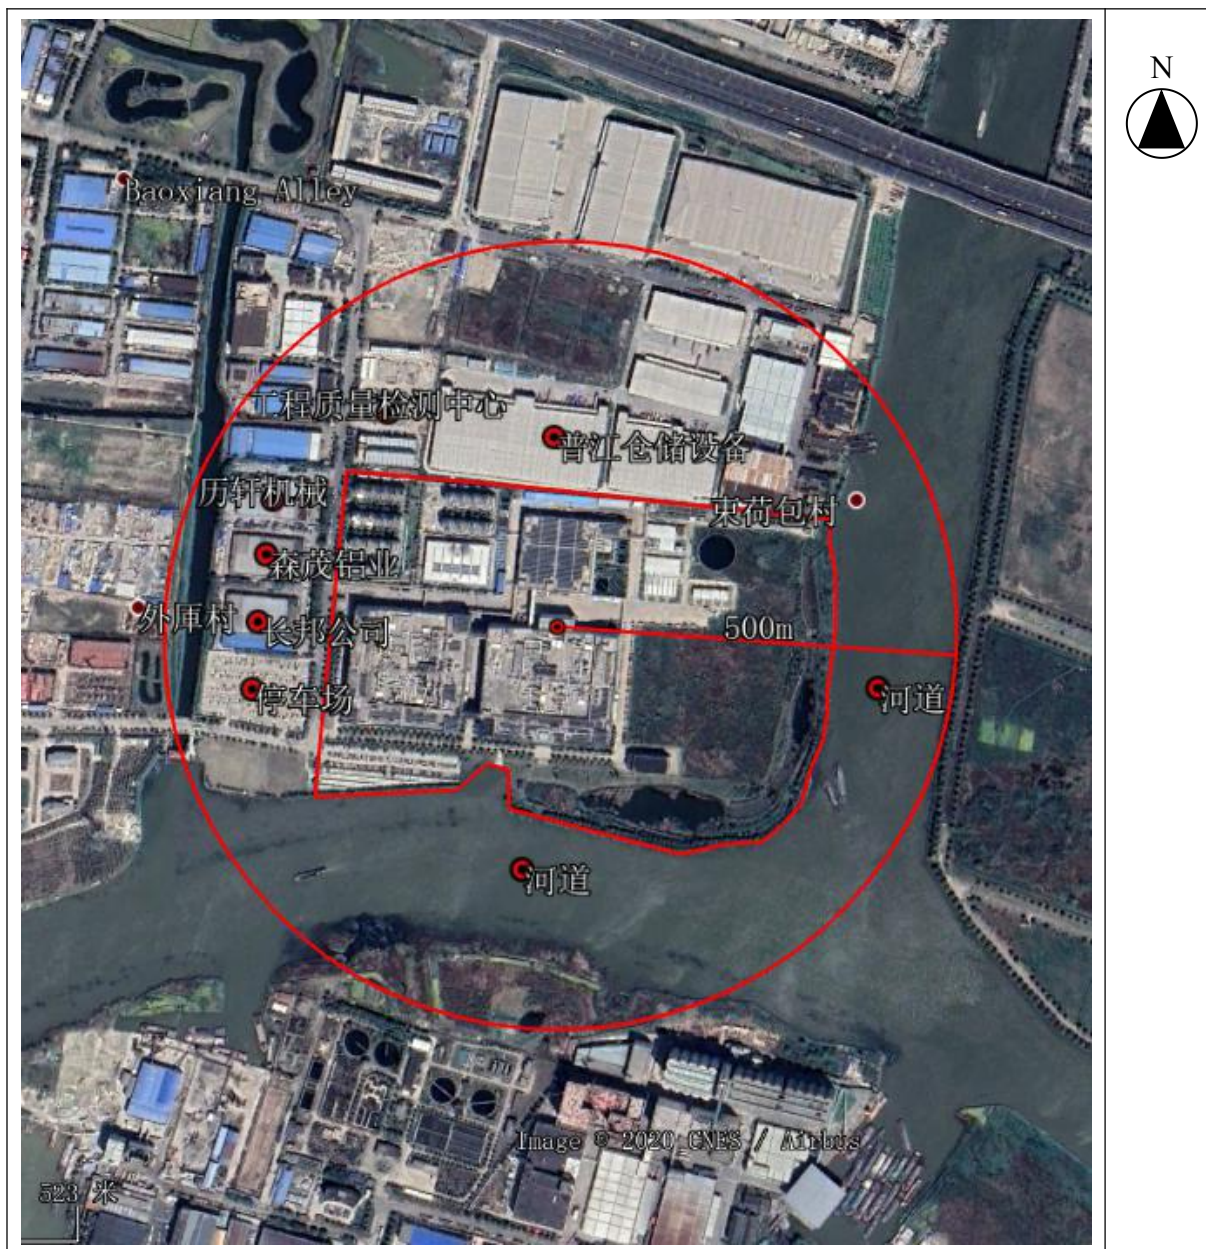 N
Baoxiang Alley
工程质量检测中心
普江仓储设备
历轩机械
束荷包村
森茂铝业
外厍村
长邦公司
500m
停车场
河道
河道
Image © 2020 CNES / Airbus
523 米